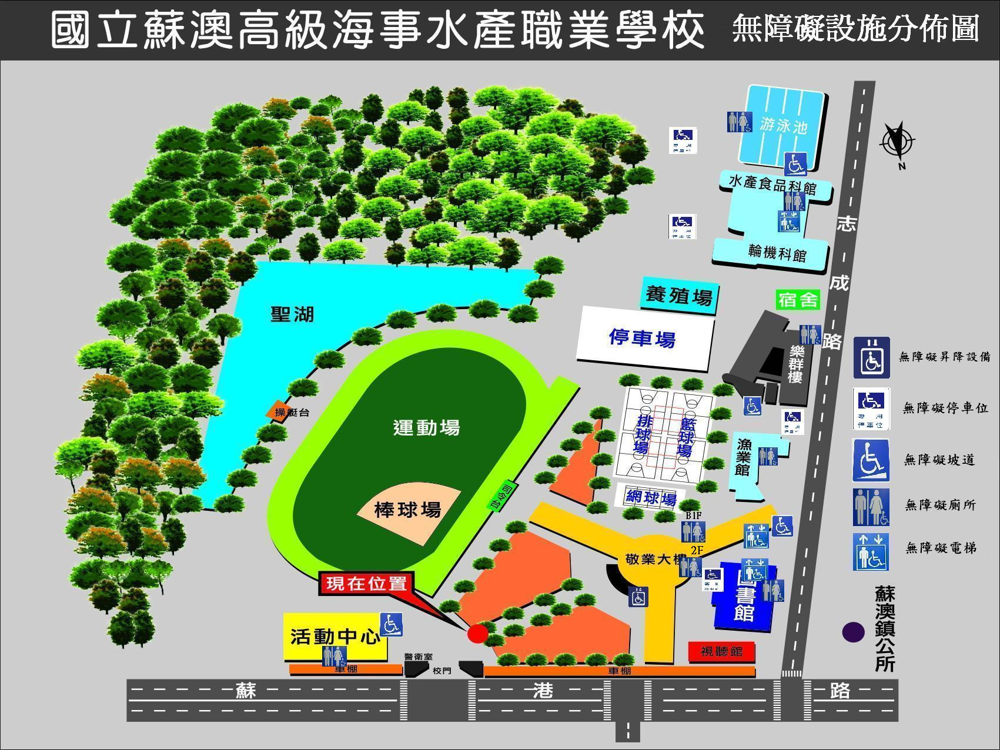 國立蘇澳高級海事水產職業學校 無障礙設施分佈圖
游泳池
水產食品科館
輪機科館
養殖場
宿舍
停車場
樂群樓
志成路
N
聖湖
操艇台
運動場
棒球場
司令台
排球場
籃球場
網球場
漁業館
B1F
2F
敬業大樓
圖書館
現在位置
活動中心
車棚
警衛室
校門
車棚
視聽館
蘇港路
蘇澳鎮公所
無障礙昇降設備
專用
停車位
無障礙停車位
無障礙坡道
無障礙廁所
無障礙電梯